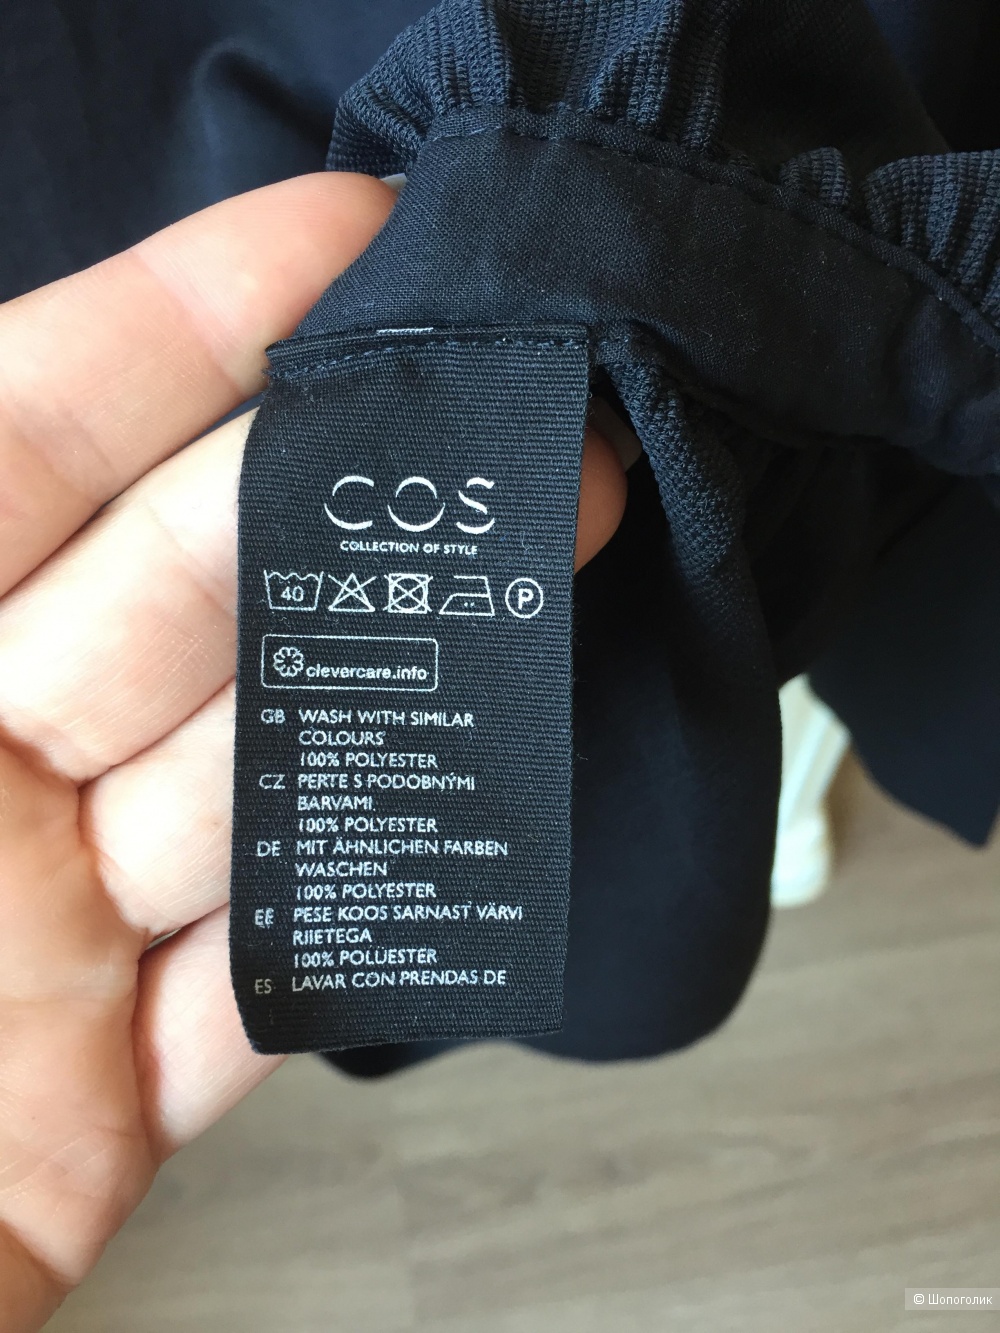 COS
COLLECTION OF STYLE
40
P
clevercare.info
GB WASH WITH SIMILAR
COLOURS
100% POLYESTER
CZ PERTE S PODOBNÝMI
BARVAMI
100% POLYESTER
DE MIT ÄHNLICHEN FARBEN
WASCHEN
100% POLYESTER
EE PESE KOOS SARNAST VÄRVI
RIIETEGA
100% POLÜESTER
ES LAVAR CON PRENDAS DE
© Шопоголик